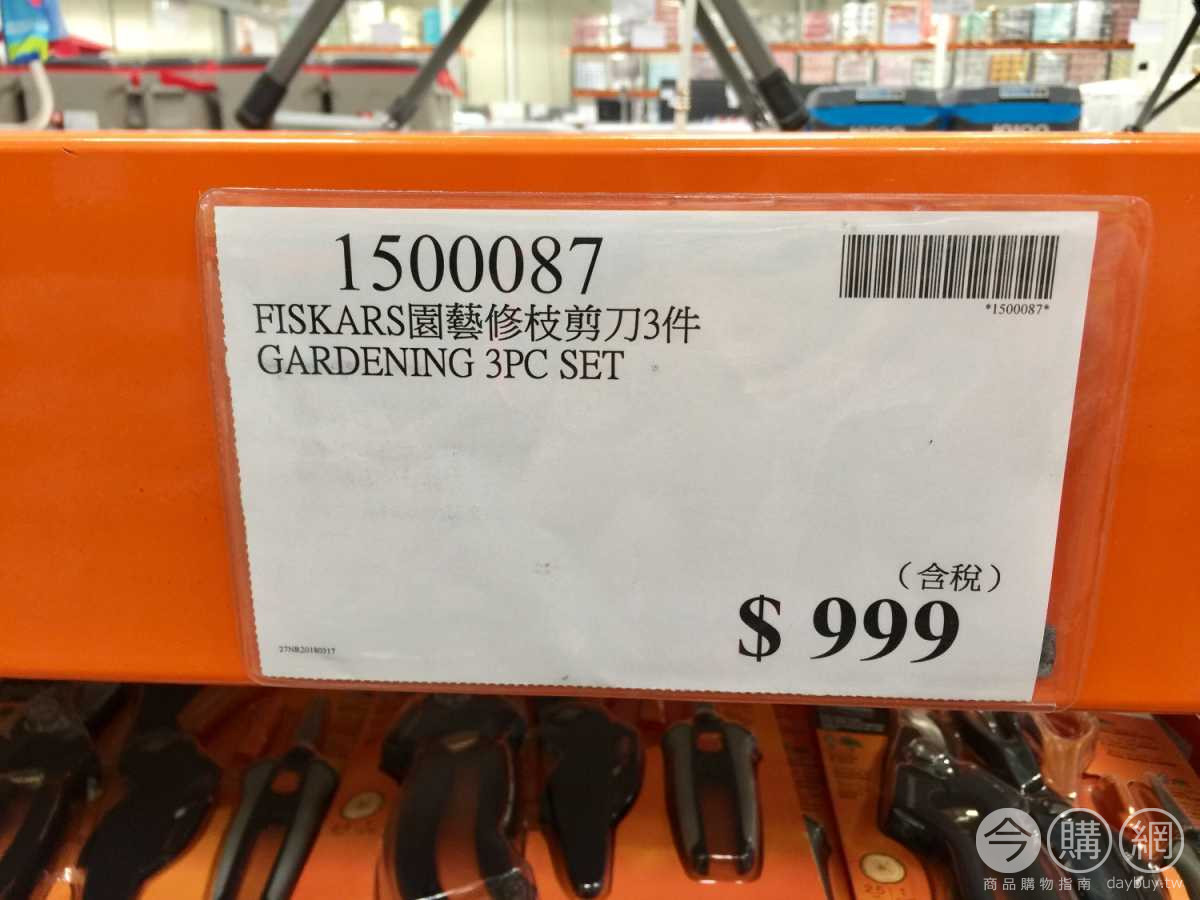 1500087
*1500087*
FISKARS園藝修枝剪刀3件
GARDENING 3PC SET
（含稅）
$ 999
27NR20180317
今購網
商品購物指南 daybuy.tw